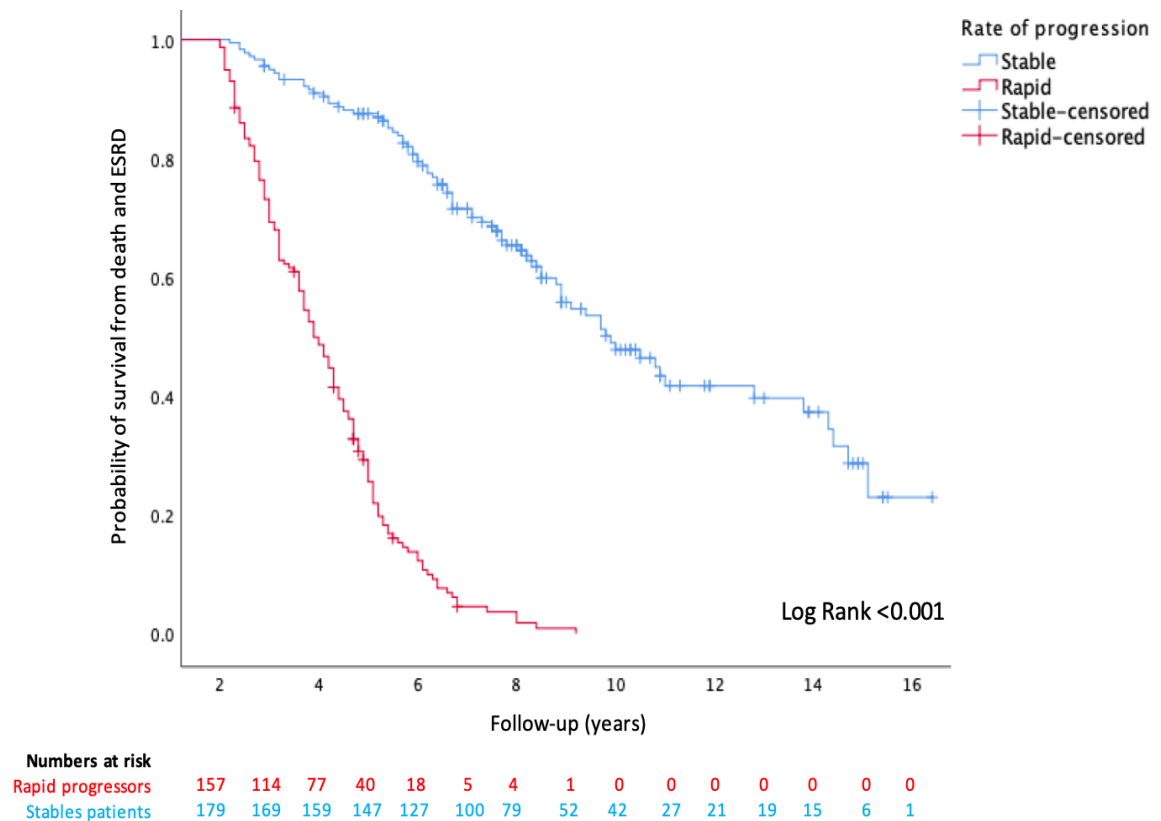 Rate of progression
Stable
Rapid
Stable-censored
Rapid-censored
Probability of survival from death and ESRD
1.0
0.8
0.6
0.4
0.2
0.0
Log Rank <0.001
2 4 6 8 10 12 14 16
Follow-up (years)
Numbers at risk
Rapid progressors 157 114 77 40 18 5 4 1 0 0 0 0 0 0 0
Stables patients 179 169 159 147 127 100 79 52 42 27 21 19 15 6 1